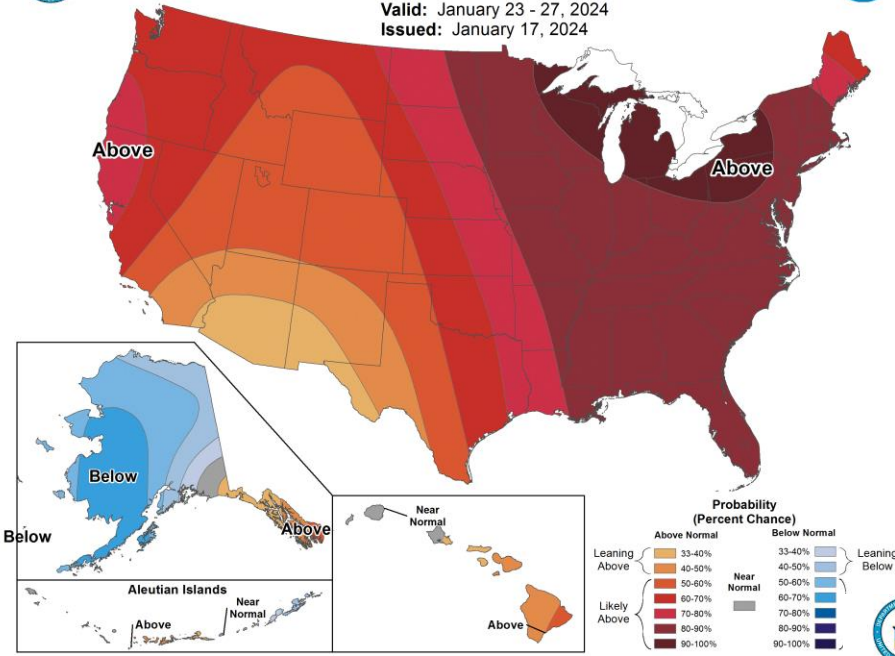 Valid: January 23 - 27, 2024
Issued: January 17, 2024
Above
Above
Below
Below
Above
Aleutian Islands
Above
Near
Normal
Near
Normal
Above
Probability
(Percent Chance)
Above Normal
Below Normal
Leaning
Above
Likely
Above
33-40%
40-50%
50-60%
60-70%
70-80%
80-90%
90-100%
Near
Normal
33-40%
40-50%
50-60%
60-70%
70-80%
80-90%
90-100%
Leaning
Below